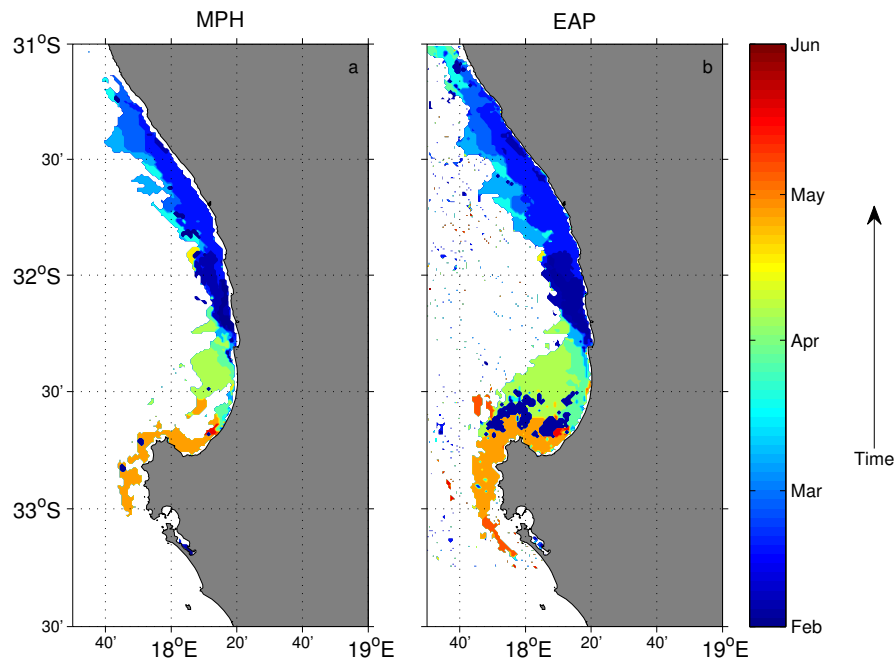 MPH
EAP
31°S
30'
32°S
30'
33°S
30'
a
b
40'
18°E
20'
40'
19°E
40'
18°E
20'
40'
19°E
Jun
May
Apr
Mar
Feb
Time